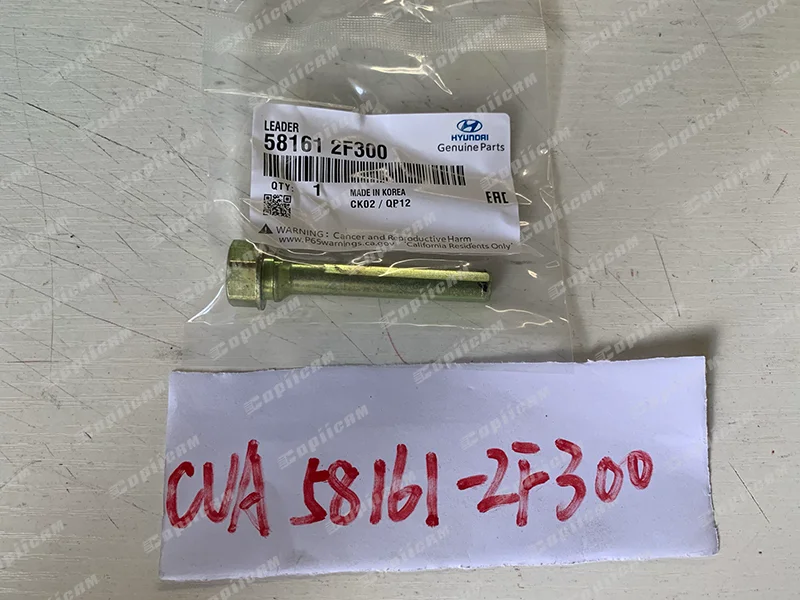 LEADER
58161 2F300
HYUNDAI
Genuine Parts
QTY: 1
MADE IN KOREA
CK02 / QP12
EAC
WARNING: Cancer and Reproductive Harm
www.P65warnings.ca.gov "California Residents Only"
CUA 58161-2F300
Copiicam